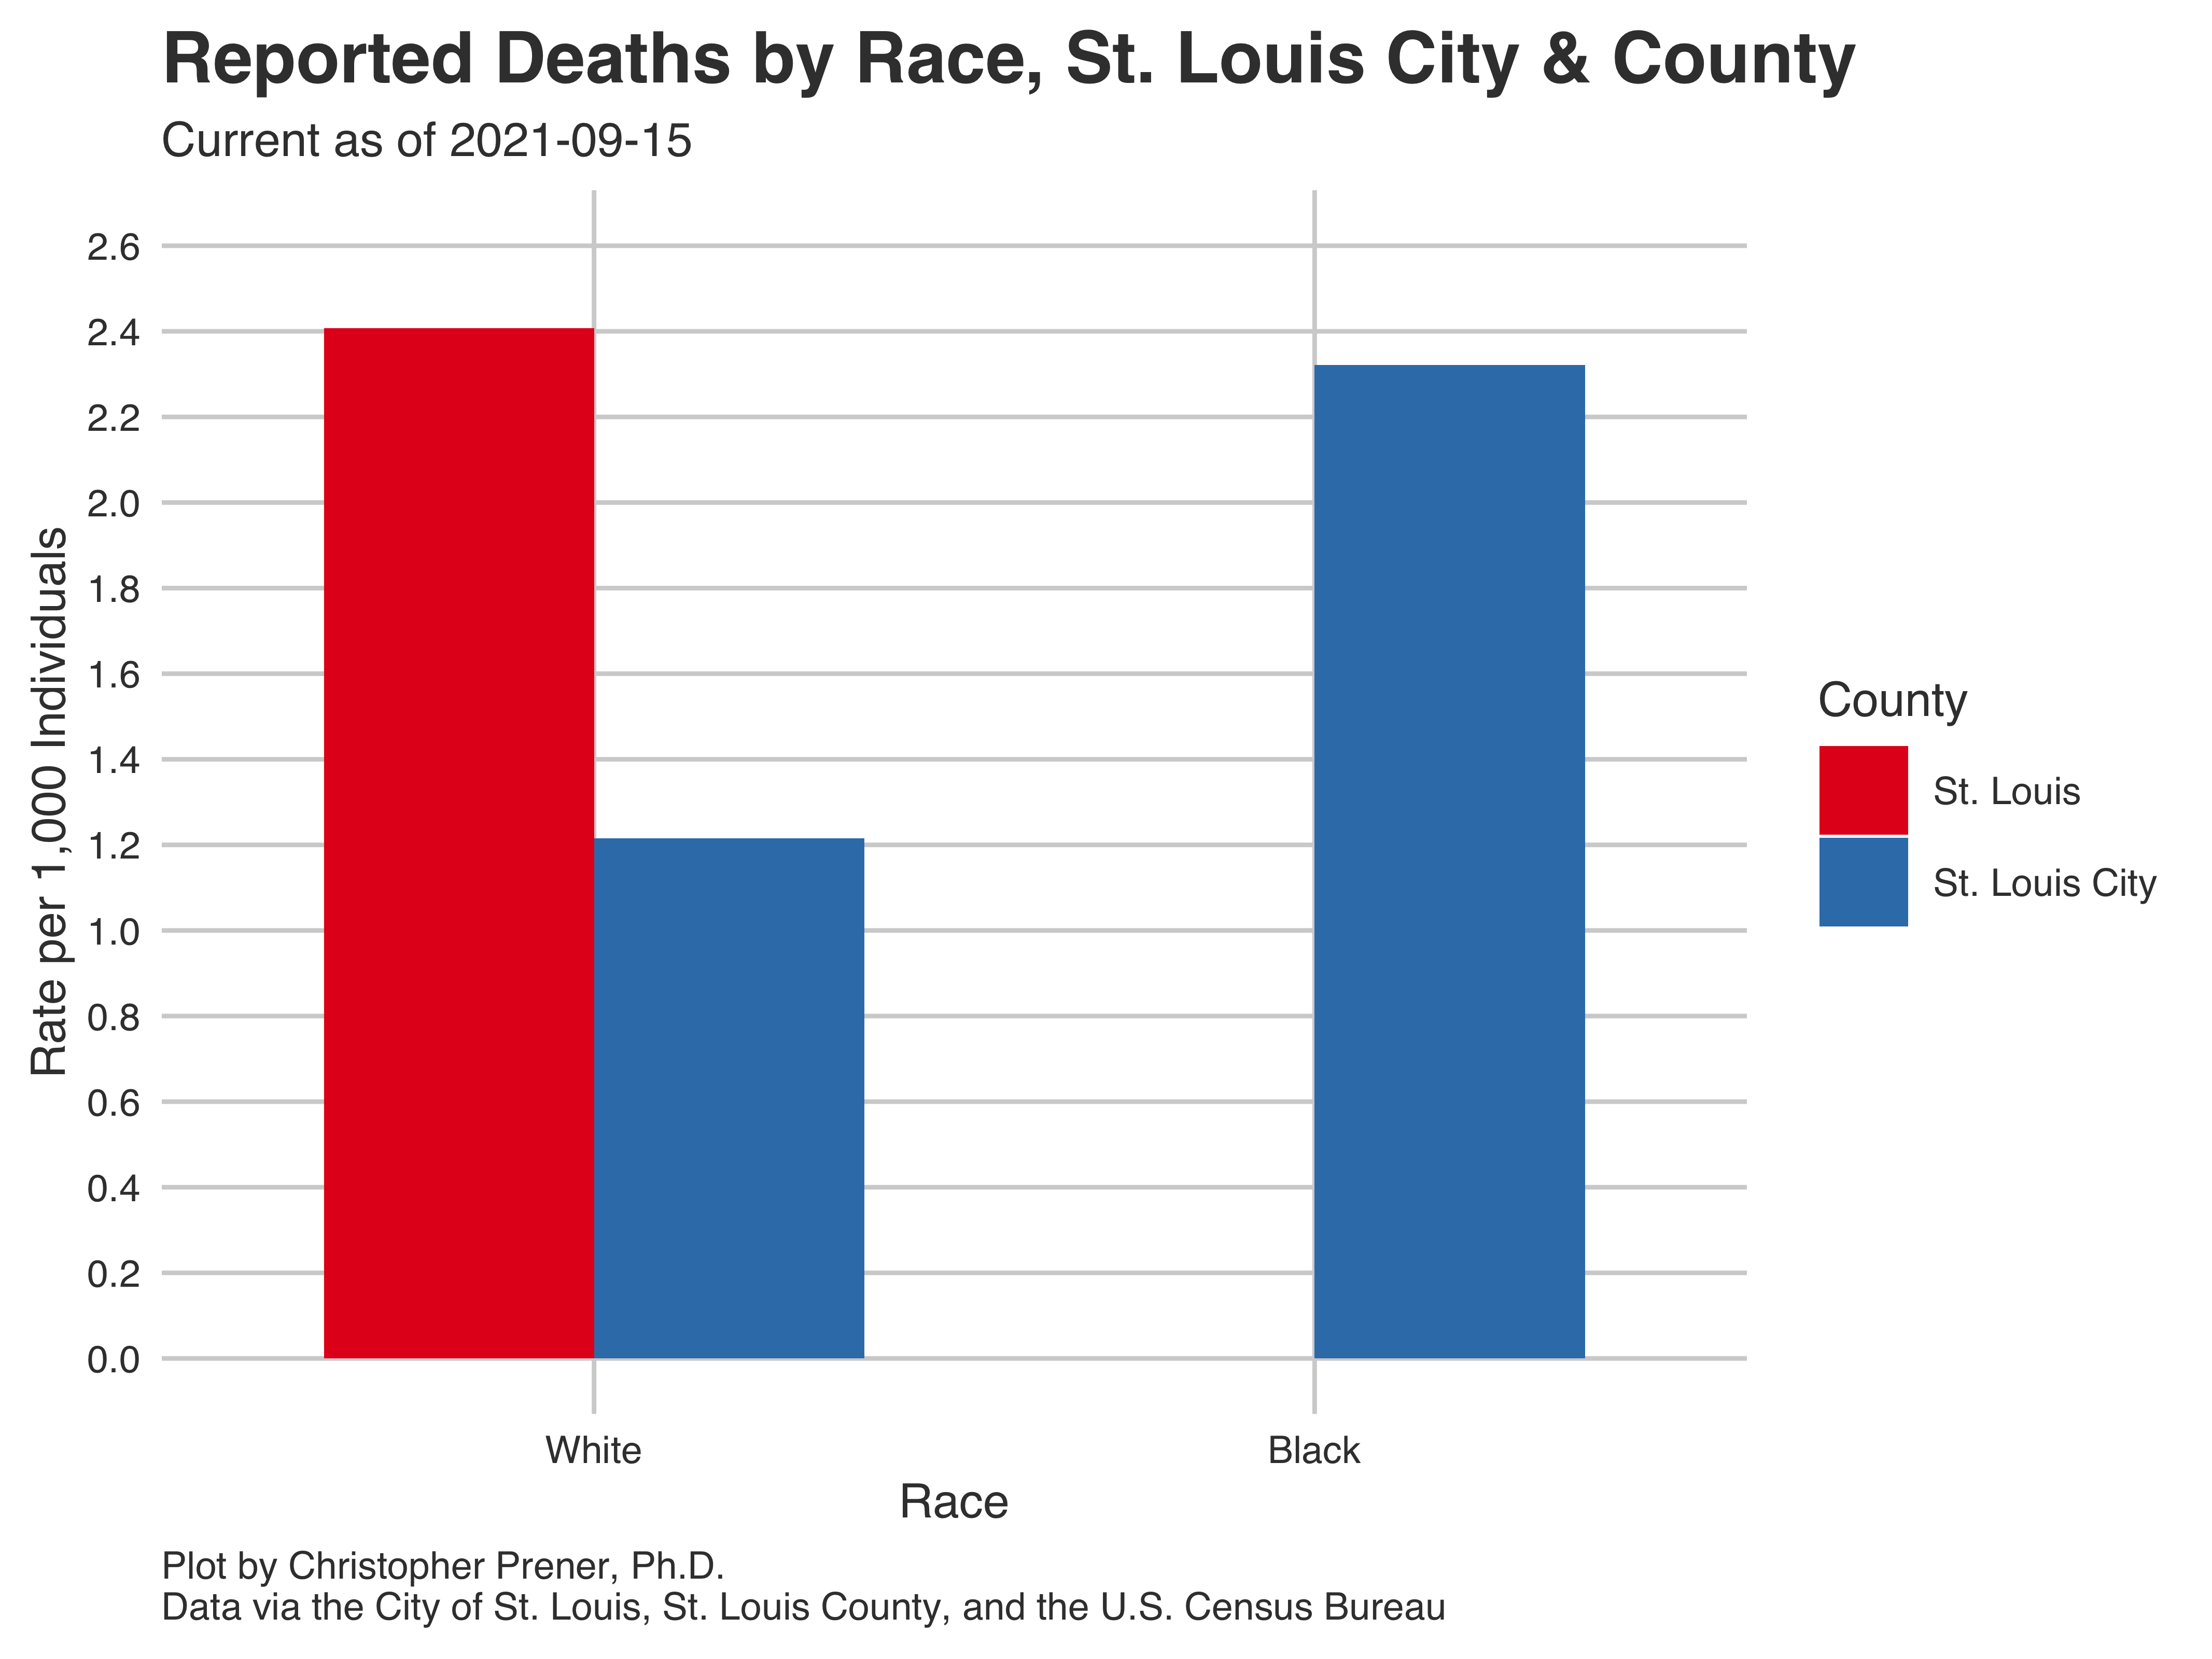 Reported Deaths by Race, St. Louis City & County
Current as of 2021-09-15
2.6
2.4
2.2
2.0
1.8
1.6
1.4
1.2
1.0
0.8
0.6
0.4
0.2
0.0
Rate per 1,000 Individuals
White
Black
Race
County
St. Louis
St. Louis City
Plot by Christopher Prener, Ph.D.
Data via the City of St. Louis, St. Louis County, and the U.S. Census Bureau